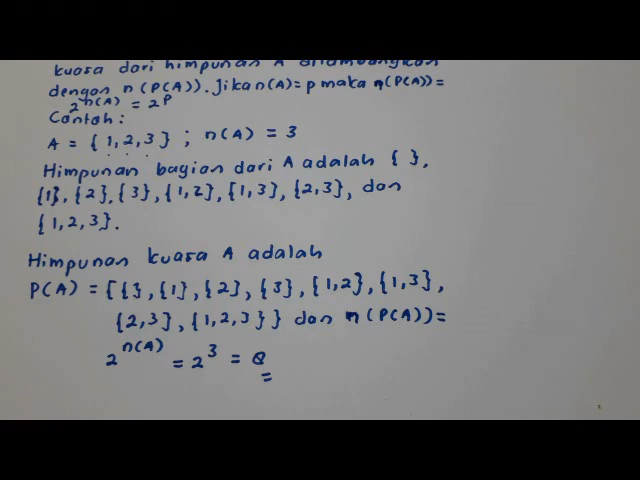 kuasa dari himpunan A dilambangkan
dengan n(P(A)). Jika n(A) = p maka n(P(A)) =
2^n(A) = 2^p
Contoh:
A = { 1, 2, 3 } ; n(A) = 3
Himpunan bagian dari A adalah { },
{1}, {2}, {3}, {1, 2}, {1, 3}, {2, 3}, dan
{ 1, 2, 3 }.
Himpunan kuasa A adalah
P(A) = { { }, {1}, {2}, {3}, {1, 2}, {1, 3},
{2, 3}, {1, 2, 3} } dan n(P(A)) =
2^n(A) = 2^3 = 8